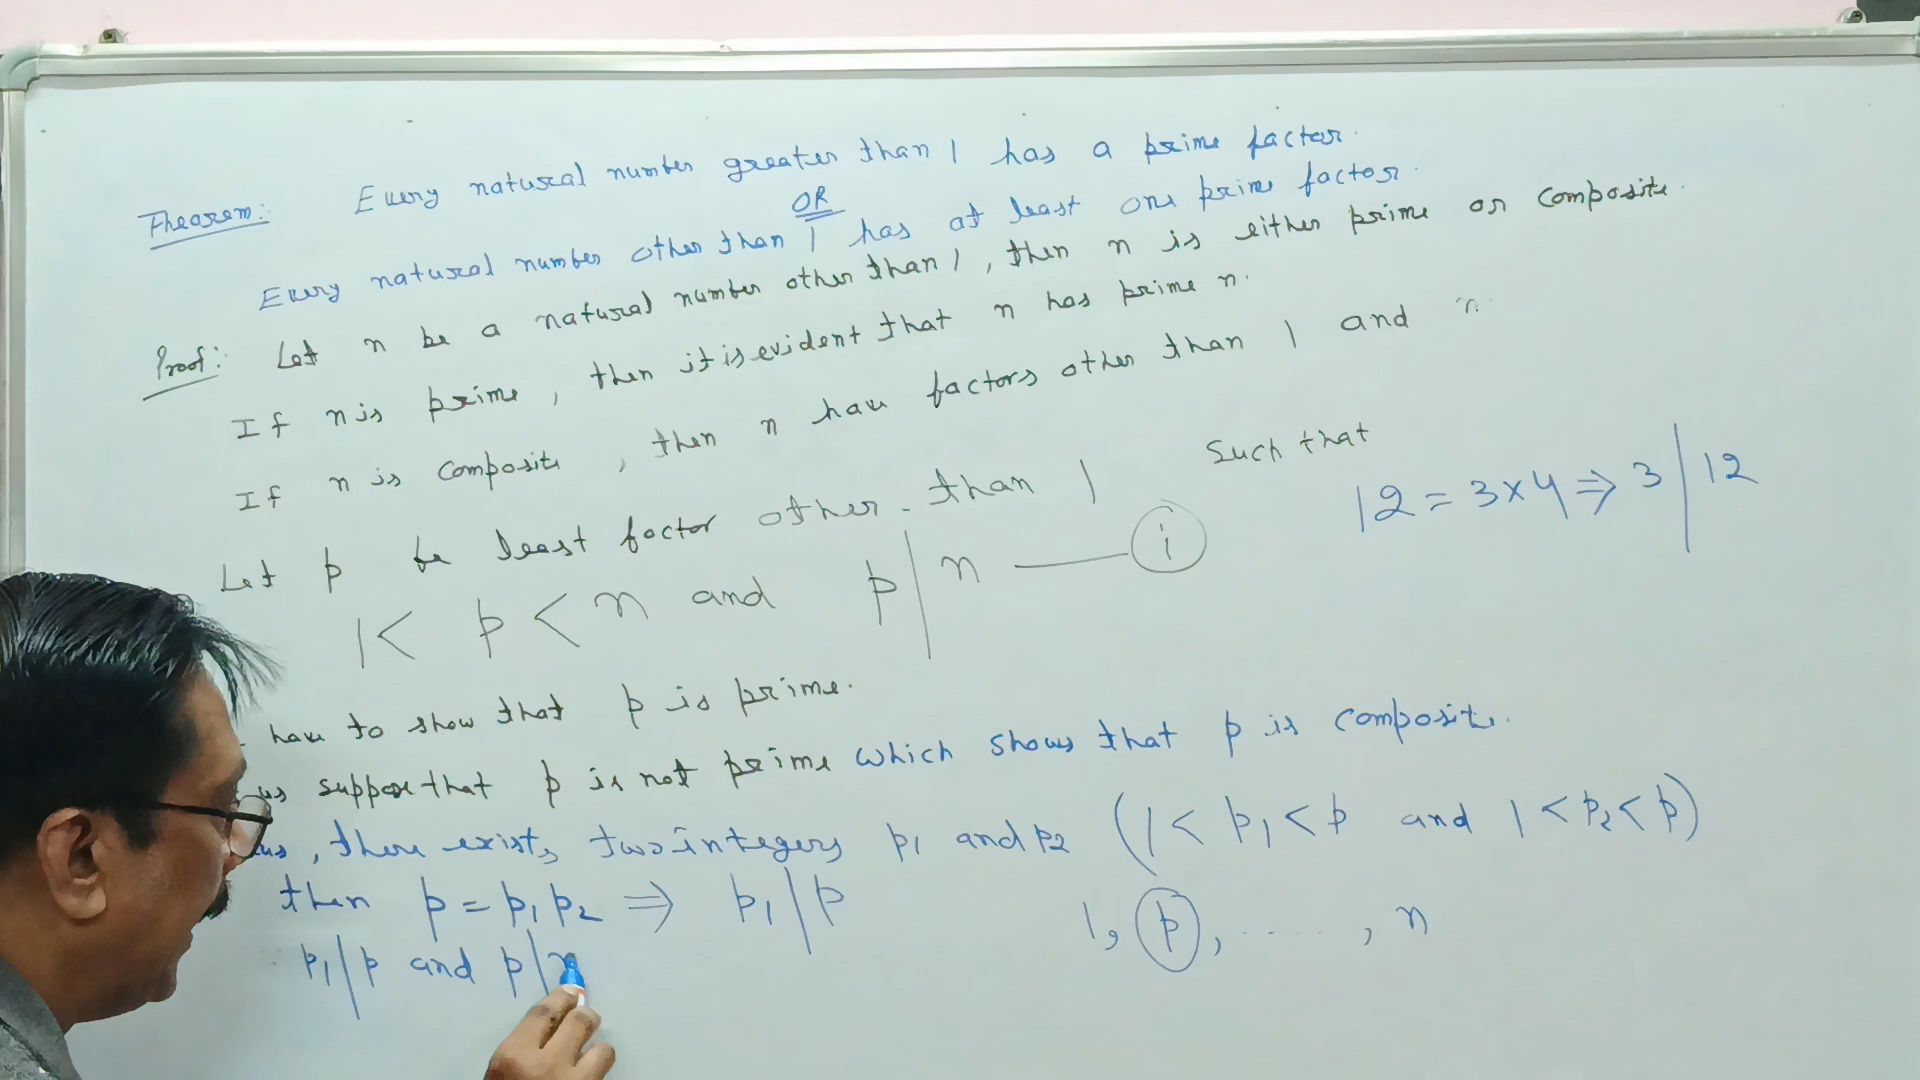 Theorem: Every natural number greater than 1 has a prime factor.
OR
Every natural number other than 1 has at least one prime factor.
Proof: Let n be a natural number other than 1, then n is either prime or composite.
If n is prime, then it is evident that n has prime n.
If n is composite, then n have factors other than 1 and n.
Let p be least factor other than 1 such that
1 < p < n and p | n — (i)
12 = 3 × 4 ⇒ 3 | 12
have to show that p is prime.
us suppose that p is not prime which shows that p is composite.
us, there exists two integers p1 and p2 (1 < p1 < p and 1 < p2 < p)
then p = p1 p2 ⇒ p1 | p
1, p, ....., n
p1 | p and p | n